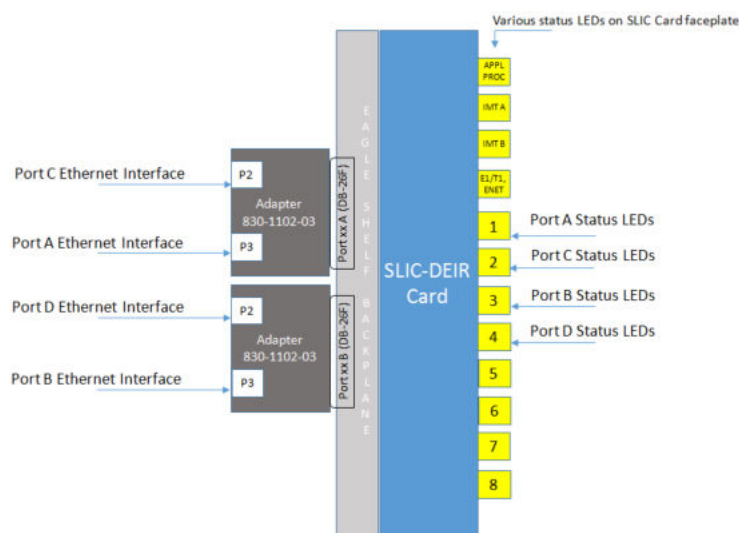 Various status LEDs on SLIC Card faceplate
APPL
PROC
IMT A
IMT B
E1/T1,
ENET
Port C Ethernet Interface
P2
Adapter
830-1102-03
Port A Ethernet Interface
P3
Port xx A (DB-26F)
Port D Ethernet Interface
P2
Adapter
830-1102-03
Port B Ethernet Interface
P3
Port xx B (DB-26F)
EAGLE SHELF BACKPLANE
SLIC-DEIR
Card
1
Port A Status LEDs
2
Port C Status LEDs
3
Port B Status LEDs
4
Port D Status LEDs
5
6
7
8